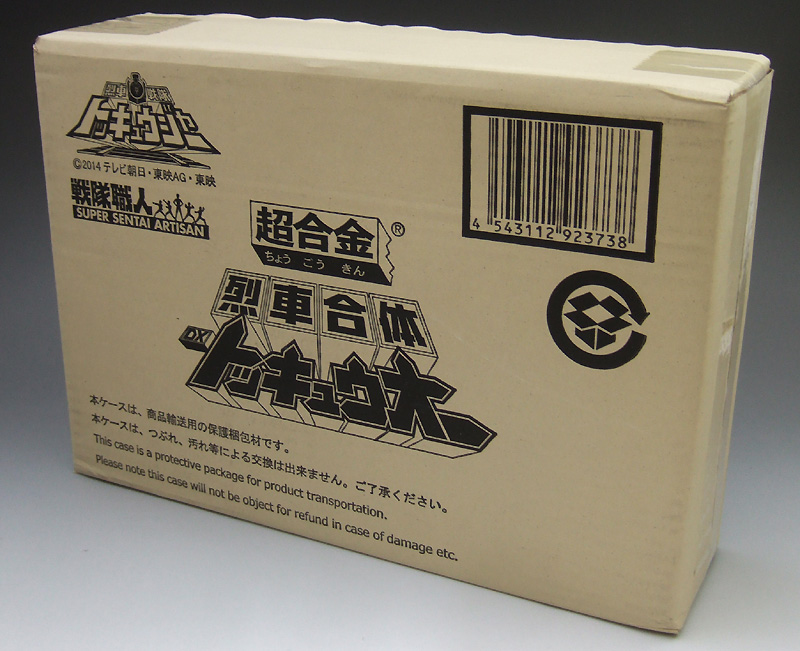 烈車戦隊
トッキュウジャー
©2014 テレビ朝日・東映AG・東映
戦隊職人
SUPER SENTAI ARTISAN
4 543112 923738
超合金®
ちょう ごう きん
烈車合体
DX
トッキュウオー
本ケースは、商品輸送用の保護梱包材です。
本ケースは、つぶれ、汚れ等による交換は出来ません。ご了承ください。
This case is a protective package for product transportation.
Please note this case will not be object for refund in case of damage etc.